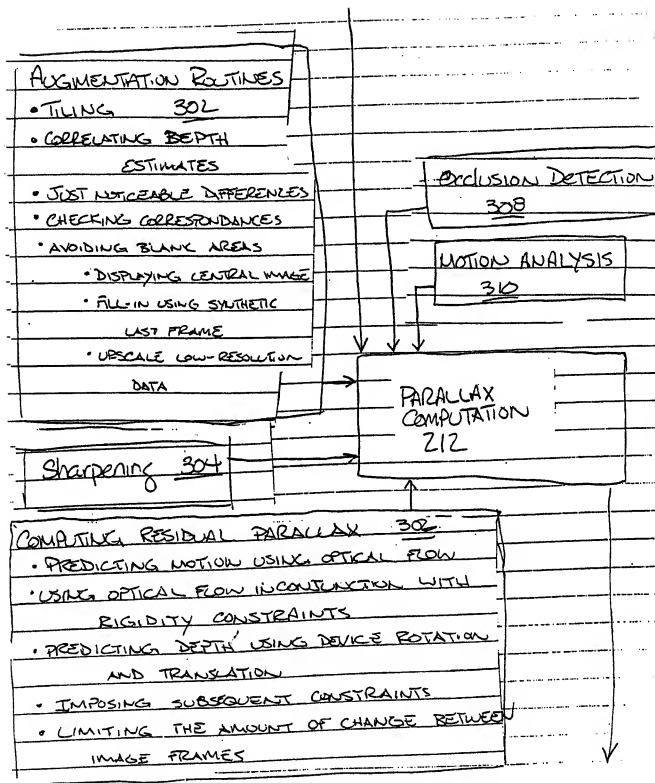 AUGMENTATION ROUTINES
• TILING 302
• CORRELATING DEPTH
ESTIMATES
• JUST NOTICEABLE DIFFERENCES
• CHECKING CORRESPONDANCES
• AVOIDING BLANK AREAS
• DISPLAYING CENTRAL IMAGE
• FILL-IN USING SYNTHETIC
LAST FRAME
• UPSCALE LOW-RESOLUTION
DATA
OCCLUSION DETECTION
308
MOTION ANALYSIS
310
PARALLAX
COMPUTATION
212
Sharpening 304
COMPUTING RESIDUAL PARALLAX 306
• PREDICTING MOTION USING OPTICAL FLOW
• USING OPTICAL FLOW IN CONJUNCTION WITH
RIGIDITY CONSTRAINTS
• PREDICTING DEPTH USING DEVICE ROTATION
AND TRANSLATION
• IMPOSING SUBSEQUENT CONSTRAINTS
• LIMITING THE AMOUNT OF CHANGE BETWEEN
IMAGE FRAMES